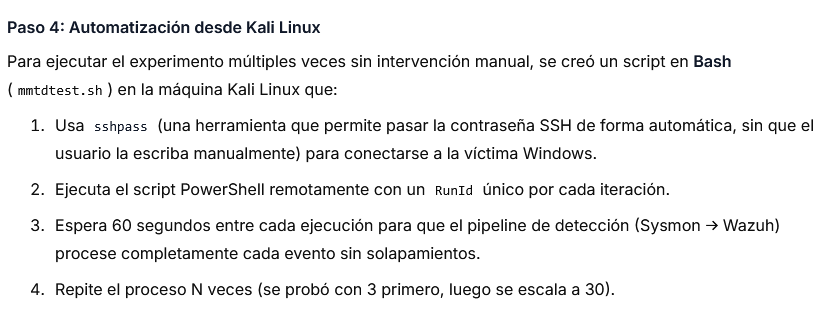 Paso 4: Automatización desde Kali Linux
Para ejecutar el experimento múltiples veces sin intervención manual, se creó un script en Bash
( mmtdtest.sh ) en la máquina Kali Linux que:
1. Usa sshpass (una herramienta que permite pasar la contraseña SSH de forma automática, sin que el
usuario la escriba manualmente) para conectarse a la víctima Windows.
2. Ejecuta el script PowerShell remotamente con un RunId único por cada iteración.
3. Espera 60 segundos entre cada ejecución para que el pipeline de detección (Sysmon → Wazuh)
procese completamente cada evento sin solapamientos.
4. Repite el proceso N veces (se probó con 3 primero, luego se escala a 30).